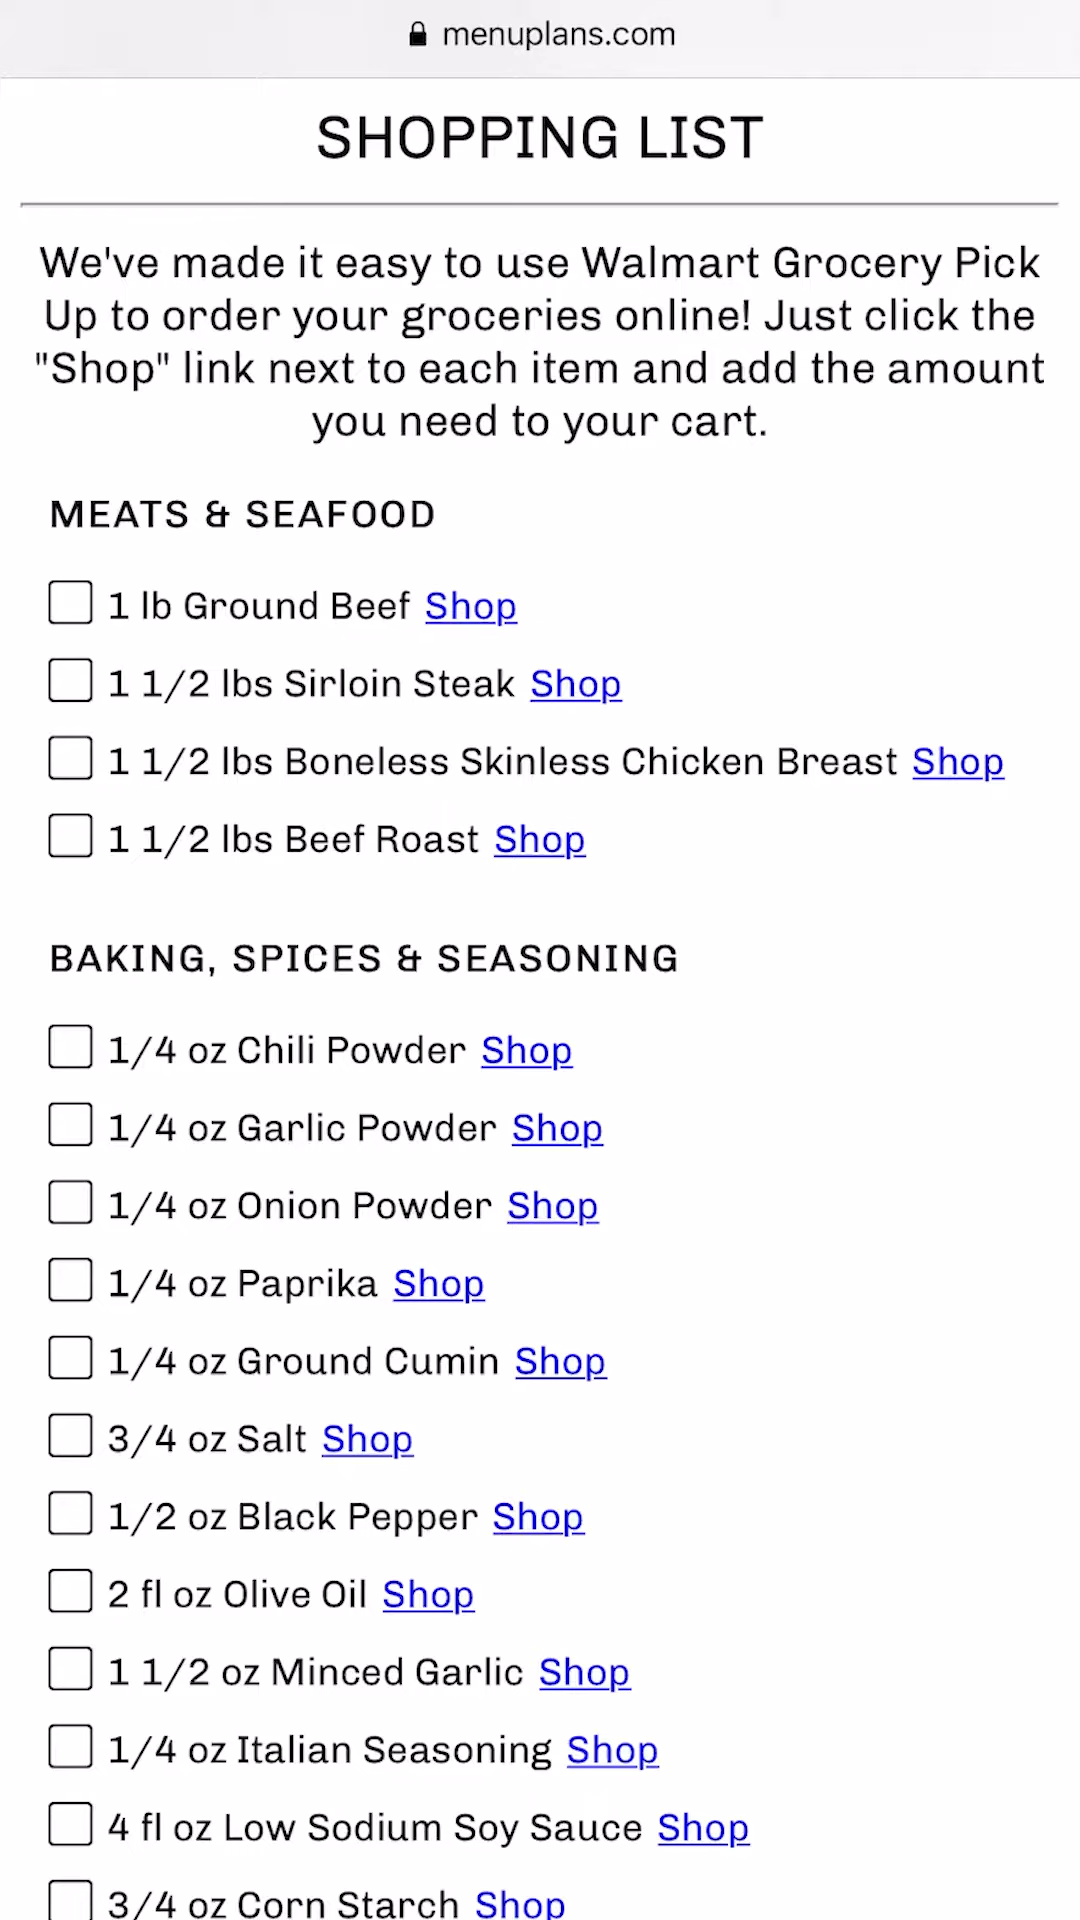 menuplans.com
SHOPPING LIST
We've made it easy to use Walmart Grocery Pick
Up to order your groceries online! Just click the
"Shop" link next to each item and add the amount
you need to your cart.
MEATS & SEAFOOD
1 lb Ground Beef Shop
1 1/2 lbs Sirloin Steak Shop
1 1/2 lbs Boneless Skinless Chicken Breast Shop
1 1/2 lbs Beef Roast Shop
BAKING, SPICES & SEASONING
1/4 oz Chili Powder Shop
1/4 oz Garlic Powder Shop
1/4 oz Onion Powder Shop
1/4 oz Paprika Shop
1/4 oz Ground Cumin Shop
3/4 oz Salt Shop
1/2 oz Black Pepper Shop
2 fl oz Olive Oil Shop
1 1/2 oz Minced Garlic Shop
1/4 oz Italian Seasoning Shop
4 fl oz Low Sodium Soy Sauce Shop
3/4 oz Corn Starch Shop